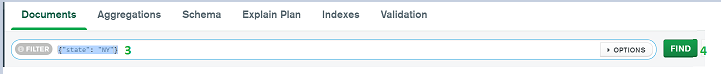 Documents Aggregations Schema Explain Plan Indexes Validation
FILTER {"state": "NY"} 3 OPTIONS FIND 4